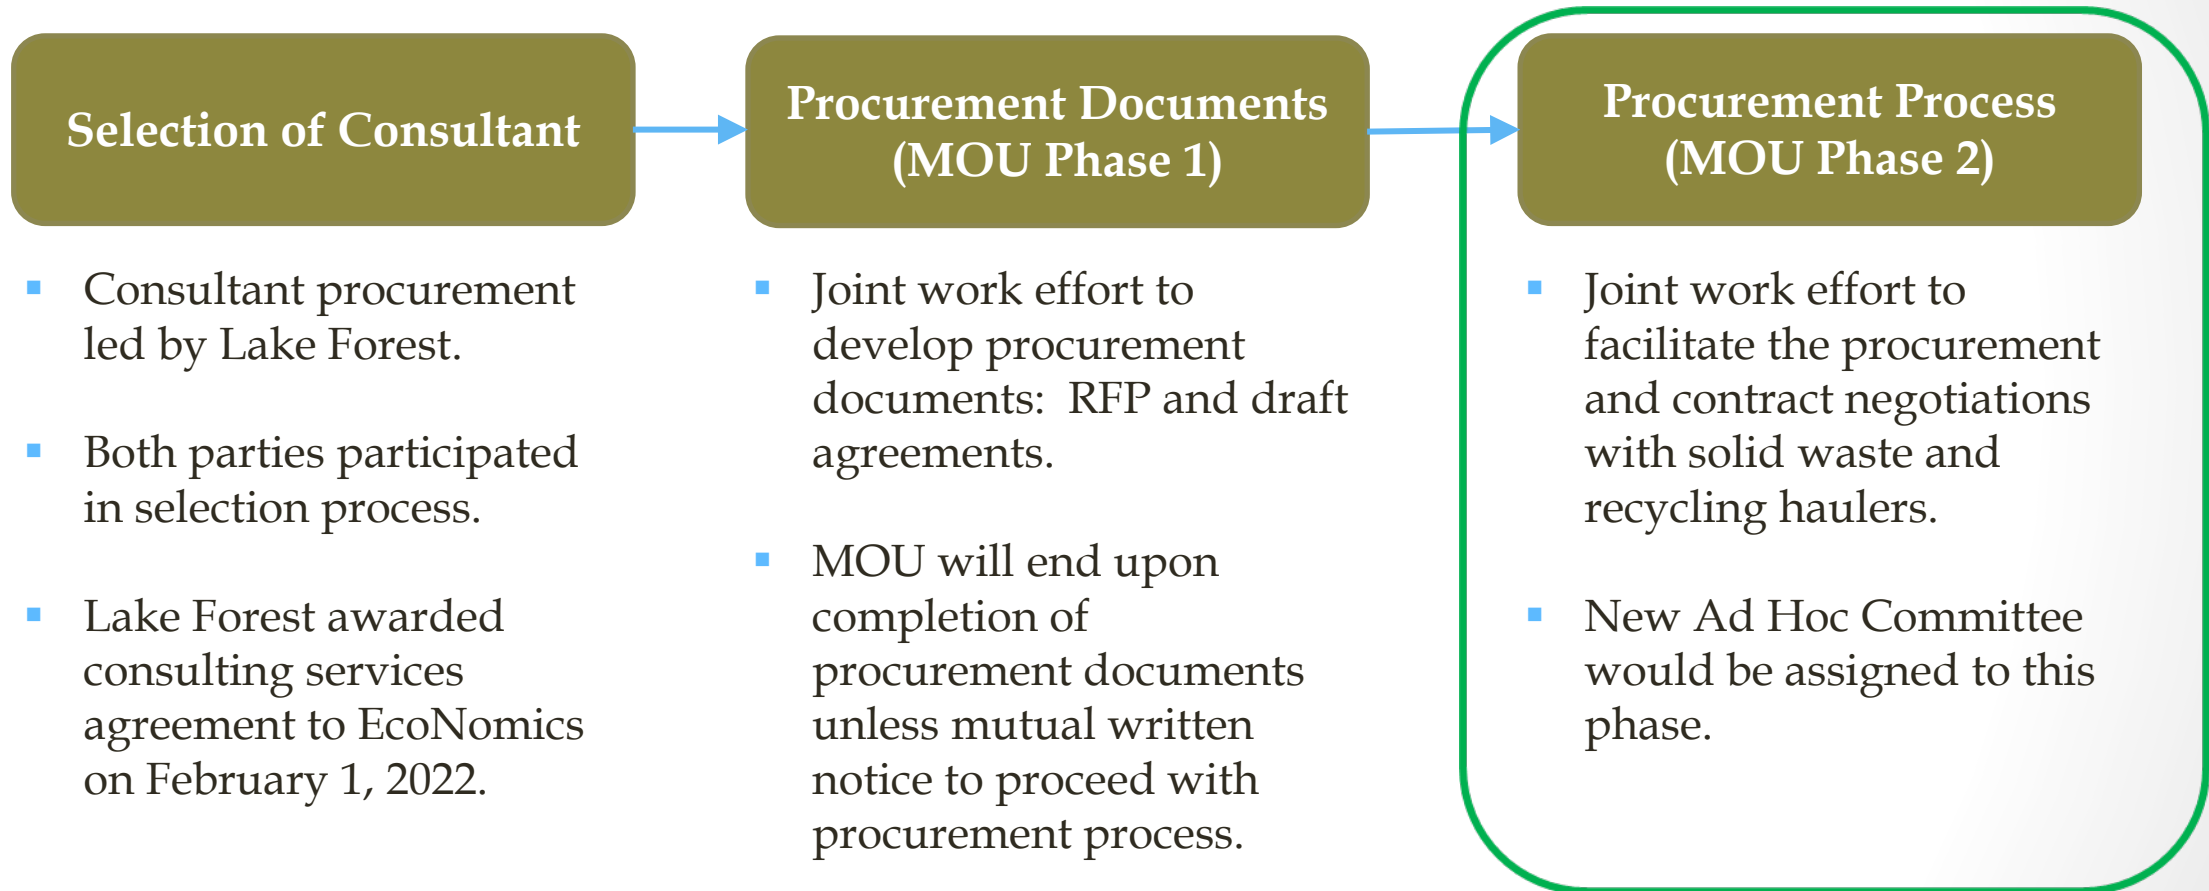 Selection of Consultant
▪ Consultant procurement
led by Lake Forest.
▪ Both parties participated
in selection process.
▪ Lake Forest awarded
consulting services
agreement to EcoNomics
on February 1, 2022.
Procurement Documents
(MOU Phase 1)
▪ Joint work effort to
develop procurement
documents:  RFP and draft
agreements.
▪ MOU will end upon
completion of
procurement documents
unless mutual written
notice to proceed with
procurement process.
Procurement Process
(MOU Phase 2)
▪ Joint work effort to
facilitate the procurement
and contract negotiations
with solid waste and
recycling haulers.
▪ New Ad Hoc Committee
would be assigned to this
phase.